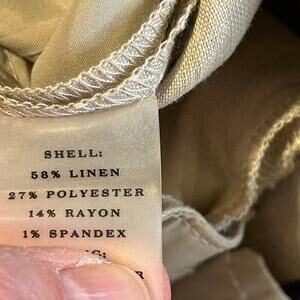 SHELL:
58% LINEN
27% POLYESTER
14% RAYON
1% SPANDEX